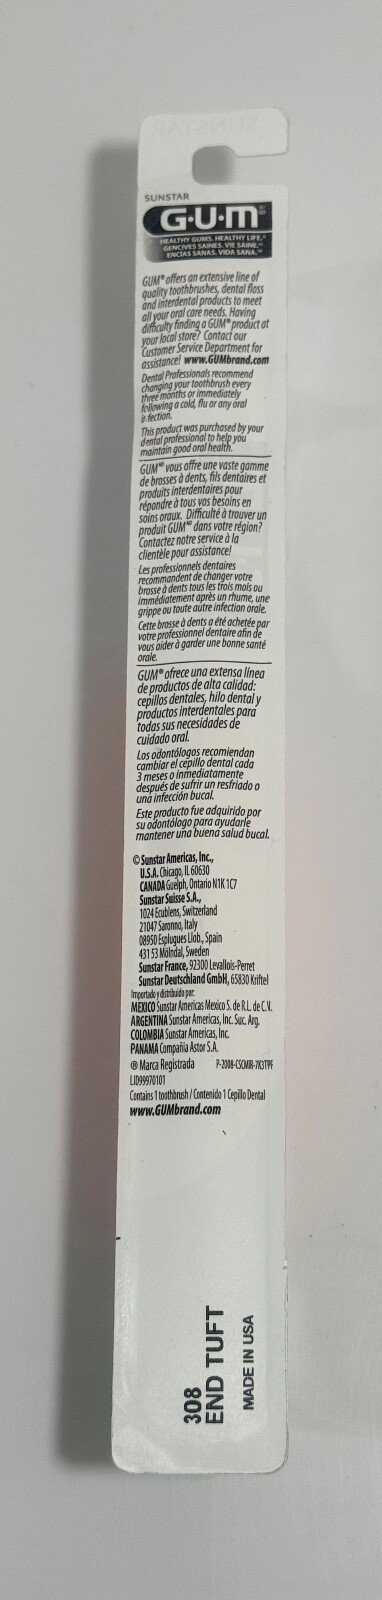 SUNSTAR
G·U·M®
HEALTHY GUMS. HEALTHY LIFE.®
GENCIVES SAINES. VIE SAINE.
ENCÍAS SANAS. VIDA SANA.
GUM® offers an extensive line of
quality toothbrushes, dental floss
and interdental products to meet
all your oral care needs. Having
difficulty finding a GUM® product at
your local store? Contact our
Customer Service Department for
assistance! www.GUMbrand.com
Dental Professionals recommend
changing your toothbrush every
three months or immediately
following a cold, flu or any oral
infection.
This product was purchased by your
dental professional to help you
maintain good oral health.
GUM vous offre une vaste gamme
de brosses à dents, fils dentaires et
produits interdentaires pour
répondre à tous vos besoins en
soins oraux. Difficulté à trouver un
produit GUM dans votre région?
Contactez notre service à la
clientèle pour assistance!
Les professionnels dentaires
recommandent de changer votre
brosse à dents tous les trois mois ou
immédiatement après un rhume, une
grippe ou toute autre infection orale.
Cette brosse à dents a été achetée par
votre professionnel dentaire afin de
vous aider à garder une bonne santé
orale.
GUM® ofrece una extensa línea
de productos de alta calidad:
cepillos dentales, hilo dental y
productos interdentales para
todas sus necesidades de
cuidado oral.
Los odontólogos recomiendan
cambiar el cepillo dental cada
3 meses o inmediatamente
después de sufrir un resfriado o
una infección bucal.
Este producto fue adquirido por
su odontólogo para ayudarle
mantener una buena salud bucal.
© Sunstar Americas, Inc.,
U.S.A. Chicago, IL 60630
CANADA Guelph, Ontario N1K 1C7
Sunstar Suisse S.A.,
1024 Ecublens, Switzerland
21047 Saronno, Italy
08950 Esplugues Llob., Spain
431 53 Mölndal, Sweden
Sunstar France, 92300 Levallois-Perret
Sunstar Deutschland GmbH, 65830 Kriftel
Importado y distribuido por:
MEXICO Sunstar Americas Mexico S. de R.L. de C.V.
ARGENTINA Sunstar Americas, Inc. Suc. Arg.
COLOMBIA Sunstar Americas, Inc.
PANAMA Compañia Astor S.A.
® Marca Registrada
LID99970101
Contains 1 toothbrush / Contenido 1 Cepillo Dental
www.GUMbrand.com
308
END TUFT
MADE IN USA